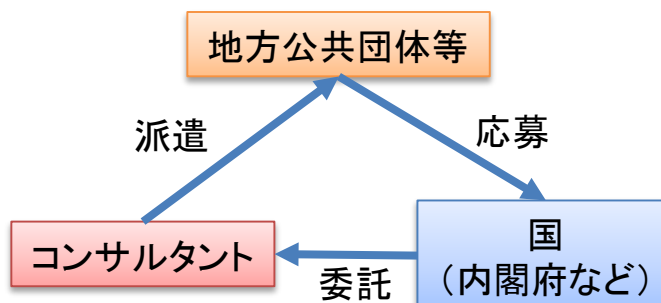 地方公共団体等
派遣
応募
コンサルタント
国
（内閣府など）
委託